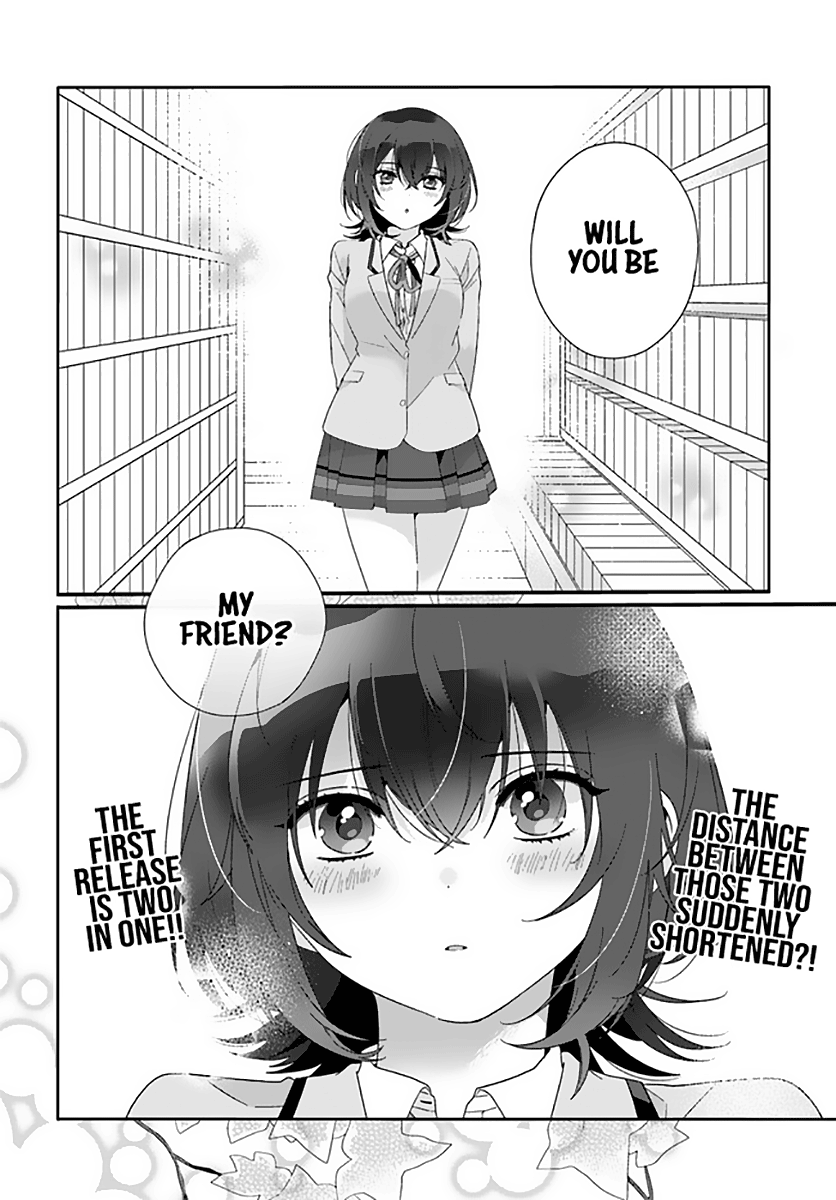 WILL
YOU BE
MY
FRIEND?
THE
DISTANCE
BETWEEN
THOSE TWO
SUDDENLY
SHORTENED?!
THE
FIRST
RELEASE
IS TWO
IN ONE!!